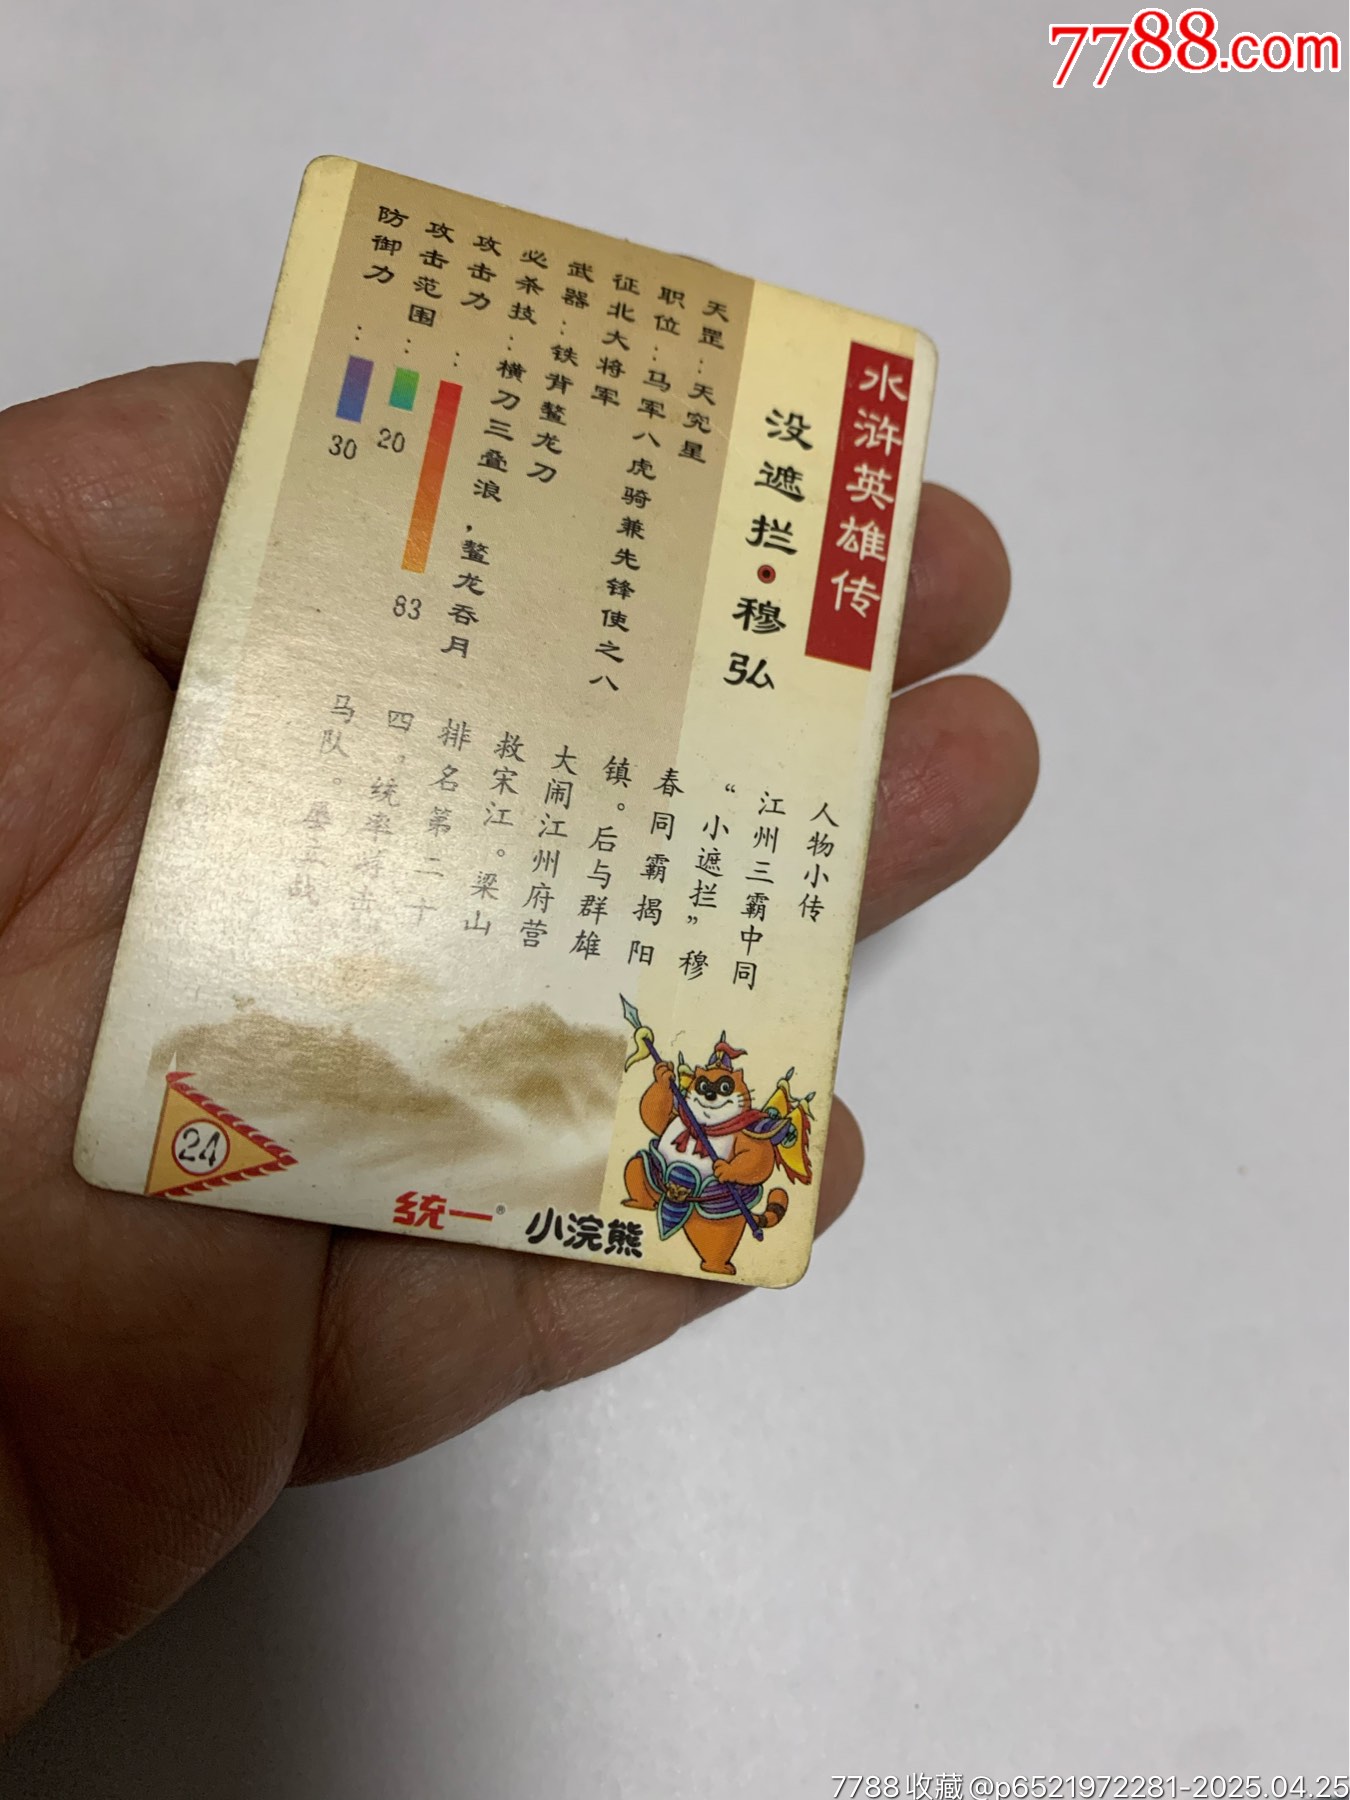 7788.com
水浒英雄传
没遮拦·穆弘
天罡：天究星
职位：马军八虎骑兼先锋使之八
征北大将军
武器：铁背鳌龙刀
必杀技：横刀三叠浪，鳌龙吞月
攻击力：83
攻击范围：20
防御力：30
人物小传
江州三霸中同
“小遮拦”穆
春同霸揭阳
镇。后与群雄
大闹江州府营
救宋江。梁山
排名第二十
四，统率将击
马队。屡立战
24
统一®
小浣熊
7788收藏@p6521972281-2025.04.25